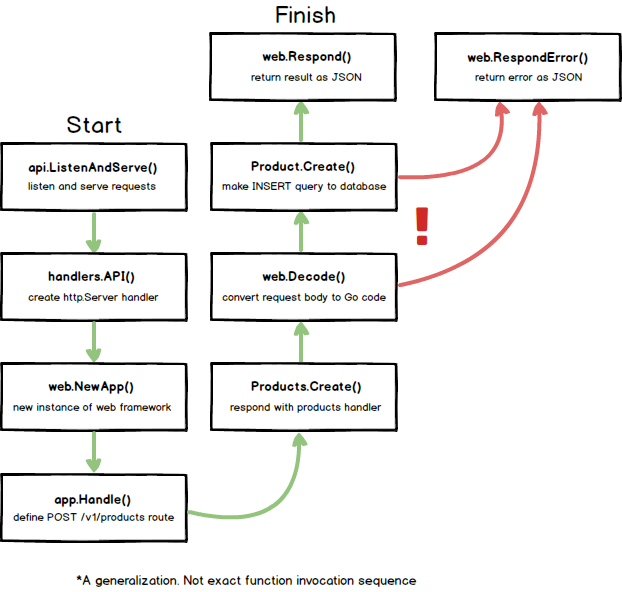 Finish
web.Respond()
return result as JSON
web.RespondError()
return error as JSON
Start
api.ListenAndServe()
listen and serve requests
Product.Create()
make INSERT query to database
!
handlers.API()
create http.Server handler
web.Decode()
convert request body to Go code
web.NewApp()
new instance of web framework
Products.Create()
respond with products handler
app.Handle()
define POST /v1/products route
*A generalization. Not exact function invocation sequence